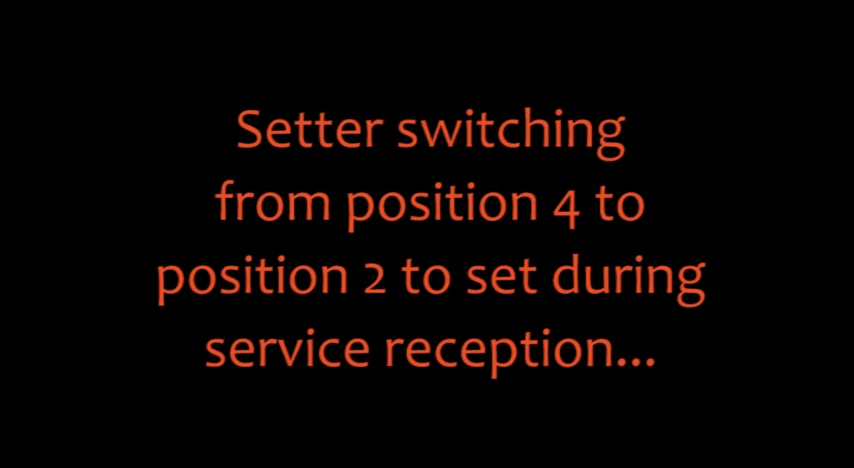 Setter switching
from position 4 to
position 2 to set during
service reception...